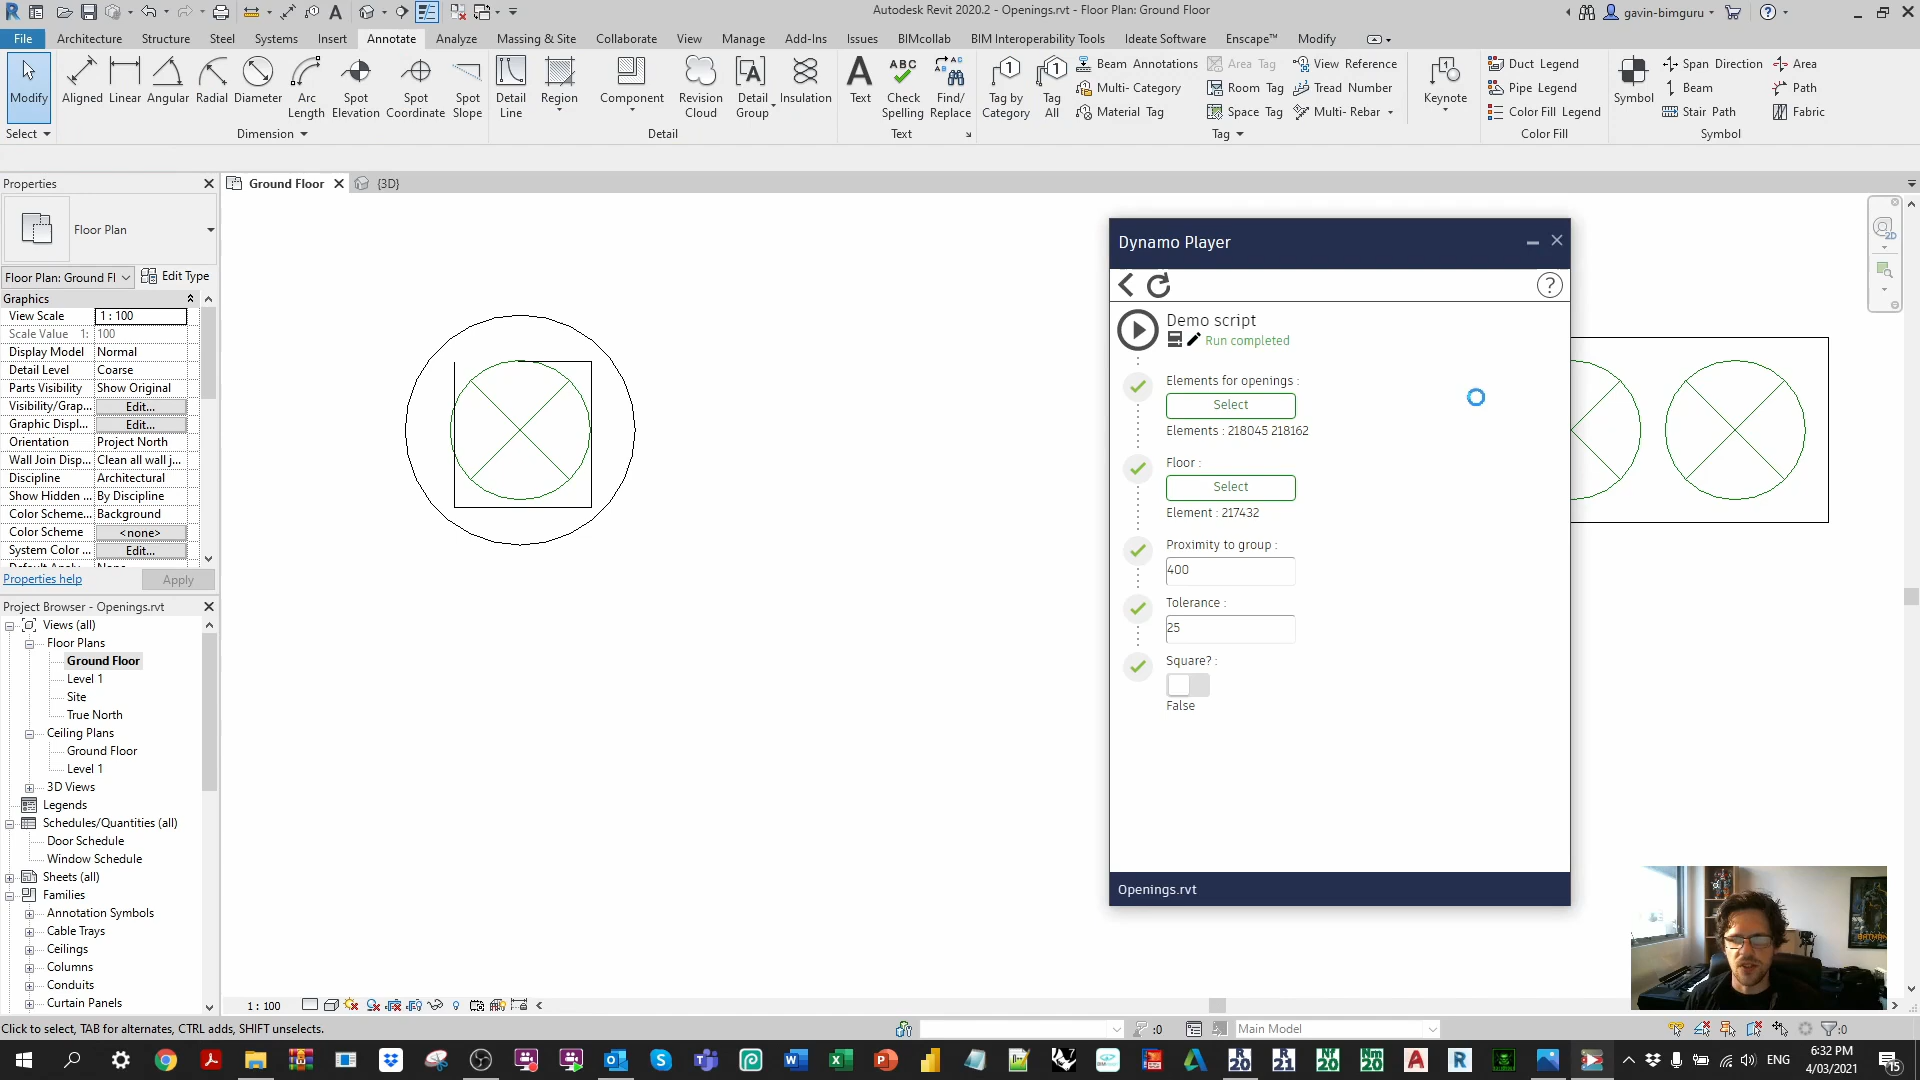 Autodesk Revit 2020.2 - Openings.rvt - Floor Plan: Ground Floor
gavin-bimguru
File Architecture Structure Steel Systems Insert Annotate Analyze Massing & Site Collaborate View Manage Add-Ins Issues BIMcollab BIM Interoperability Tools Ideate Software Enscape™ Modify
Modify
Aligned Linear Angular Radial Diameter Arc Length Spot Elevation Spot Coordinate Spot Slope
Detail Line Region Component Revision Cloud Detail Group Insulation
Text Check Spelling Find/ Replace
Tag by Category Tag All
Beam Annotations Area Tag View Reference
Multi- Category Room Tag Tread Number
Material Tag Space Tag Multi- Rebar
Keynote
Duct Legend
Pipe Legend
Color Fill Legend
Symbol
Span Direction Area
Beam Path
Stair Path Fabric
Select Dimension Detail Text Tag Color Fill Symbol
Properties
Floor Plan
Floor Plan: Ground Fl Edit Type
Graphics
View Scale 1 : 100
Scale Value 1: 100
Display Model Normal
Detail Level Coarse
Parts Visibility Show Original
Visibility/Grap... Edit...
Graphic Displ... Edit...
Orientation Project North
Wall Join Disp... Clean all wall j...
Discipline Architectural
Show Hidden ... By Discipline
Color Scheme... Background
Color Scheme <none>
System Color ... Edit...
Properties help Apply
Project Browser - Openings.rvt
Views (all)
Floor Plans
Ground Floor
Level 1
Site
True North
Ceiling Plans
Ground Floor
Level 1
3D Views
Legends
Schedules/Quantities (all)
Door Schedule
Window Schedule
Sheets (all)
Families
Annotation Symbols
Cable Trays
Ceilings
Columns
Conduits
Curtain Panels
Ground Floor {3D}
Dynamo Player
Demo script
Run completed
Elements for openings :
Select
Elements : 218045 218162
Floor :
Select
Element : 217432
Proximity to group :
400
Tolerance :
25
Square? :
False
Openings.rvt
1 : 100
Click to select, TAB for alternates, CTRL adds, SHIFT unselects.
:0
Main Model
:0
ENG
6:32 PM
4/03/2021
15